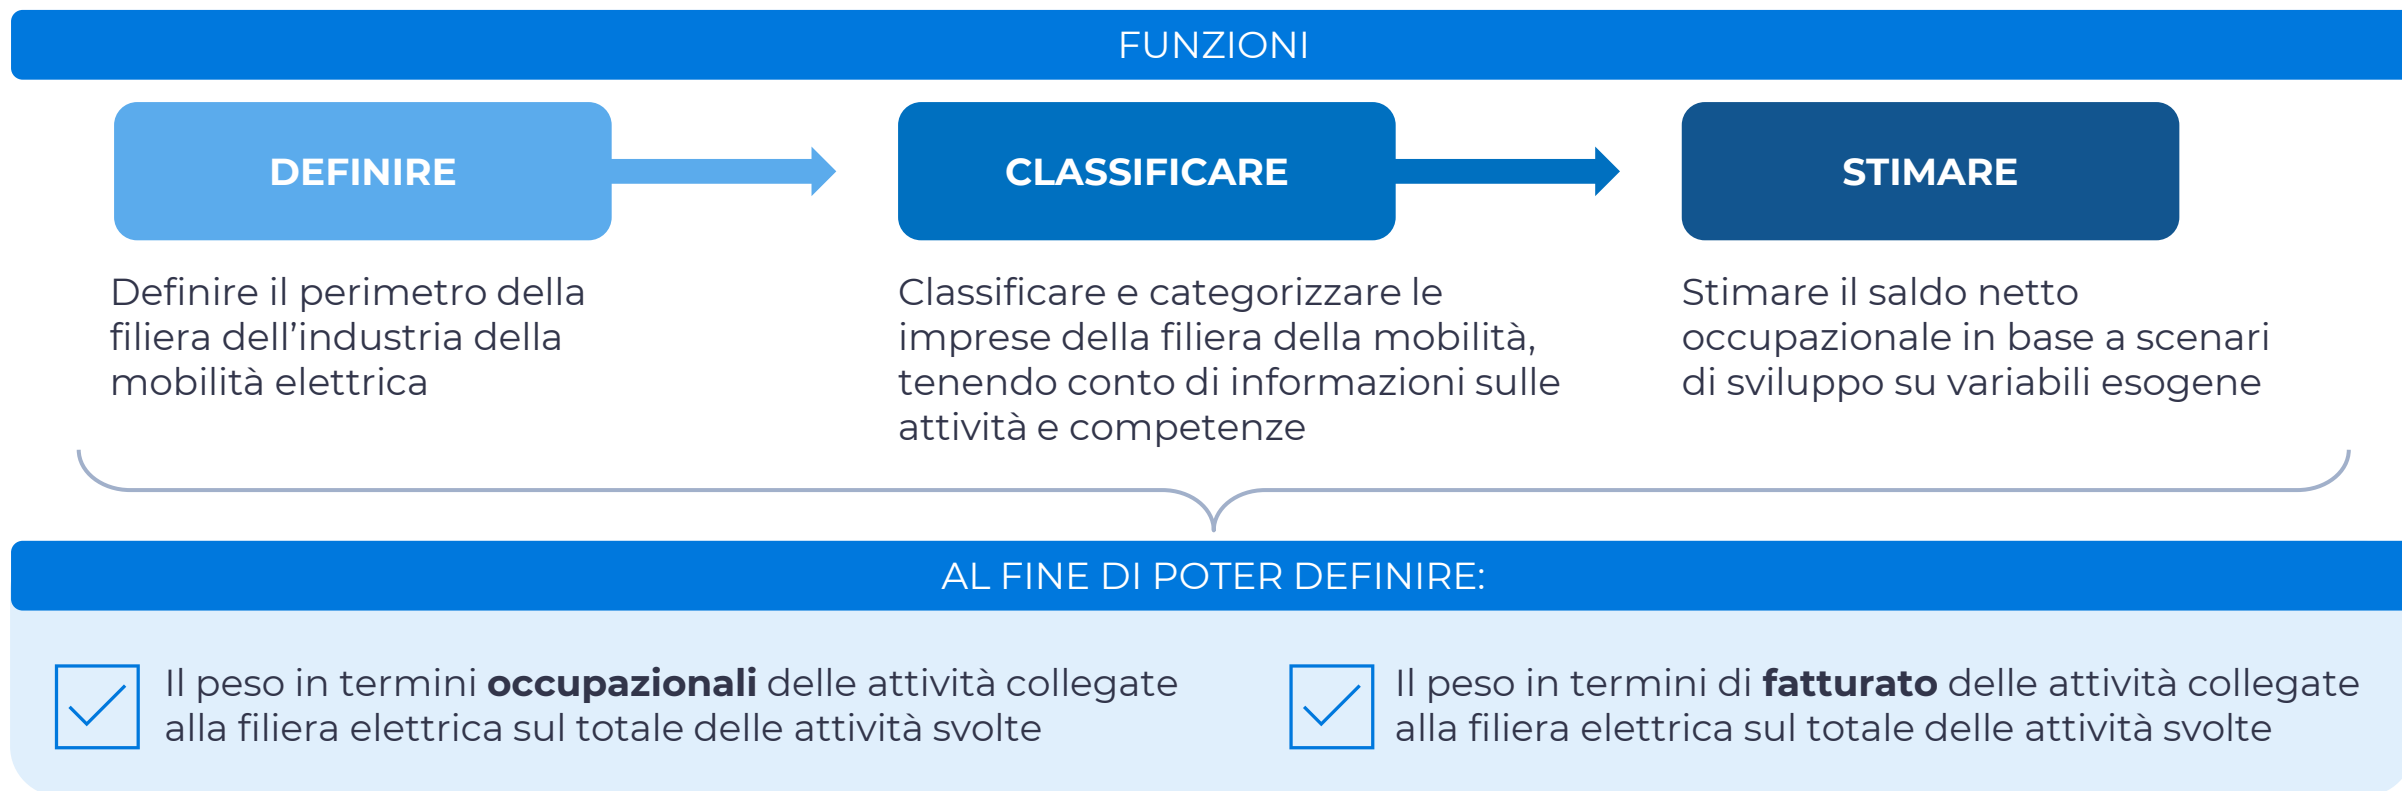 FUNZIONI
DEFINIRE
CLASSIFICARE
STIMARE
Definire il perimetro della
filiera dell’industria della
mobilità elettrica
Classificare e categorizzare le
imprese della filiera della mobilità,
tenendo conto di informazioni sulle
attività e competenze
Stimare il saldo netto
occupazionale in base a scenari
di sviluppo su variabili esogene
AL FINE DI POTER DEFINIRE:
Il peso in termini occupazionali delle attività collegate
alla filiera elettrica sul totale delle attività svolte
Il peso in termini di fatturato delle attività collegate
alla filiera elettrica sul totale delle attività svolte